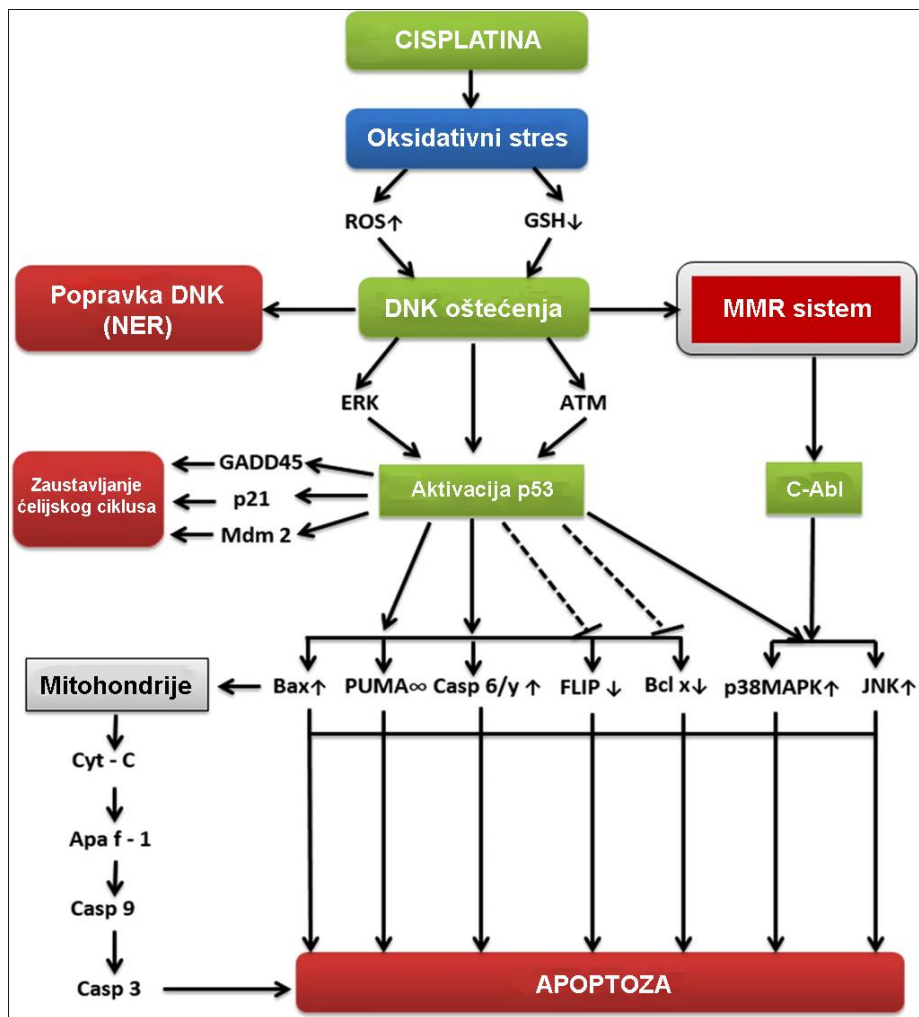 CISPLATINA
Oksidativni stres
ROS↑
GSH↓
Popravka DNK
(NER)
DNK oštećenja
MMR sistem
ERK
ATM
Zaustavljanje
ćelijskog ciklusa
GADD45
p21
Mdm 2
Aktivacija p53
C-Abl
Mitohondrije
Bax↑
PUMA∞
Casp 6/y ↑
FLIP ↓
Bcl x↓
p38MAPK↑
JNK↑
Cyt - C
Apa f - 1
Casp 9
Casp 3
APOPTOZA